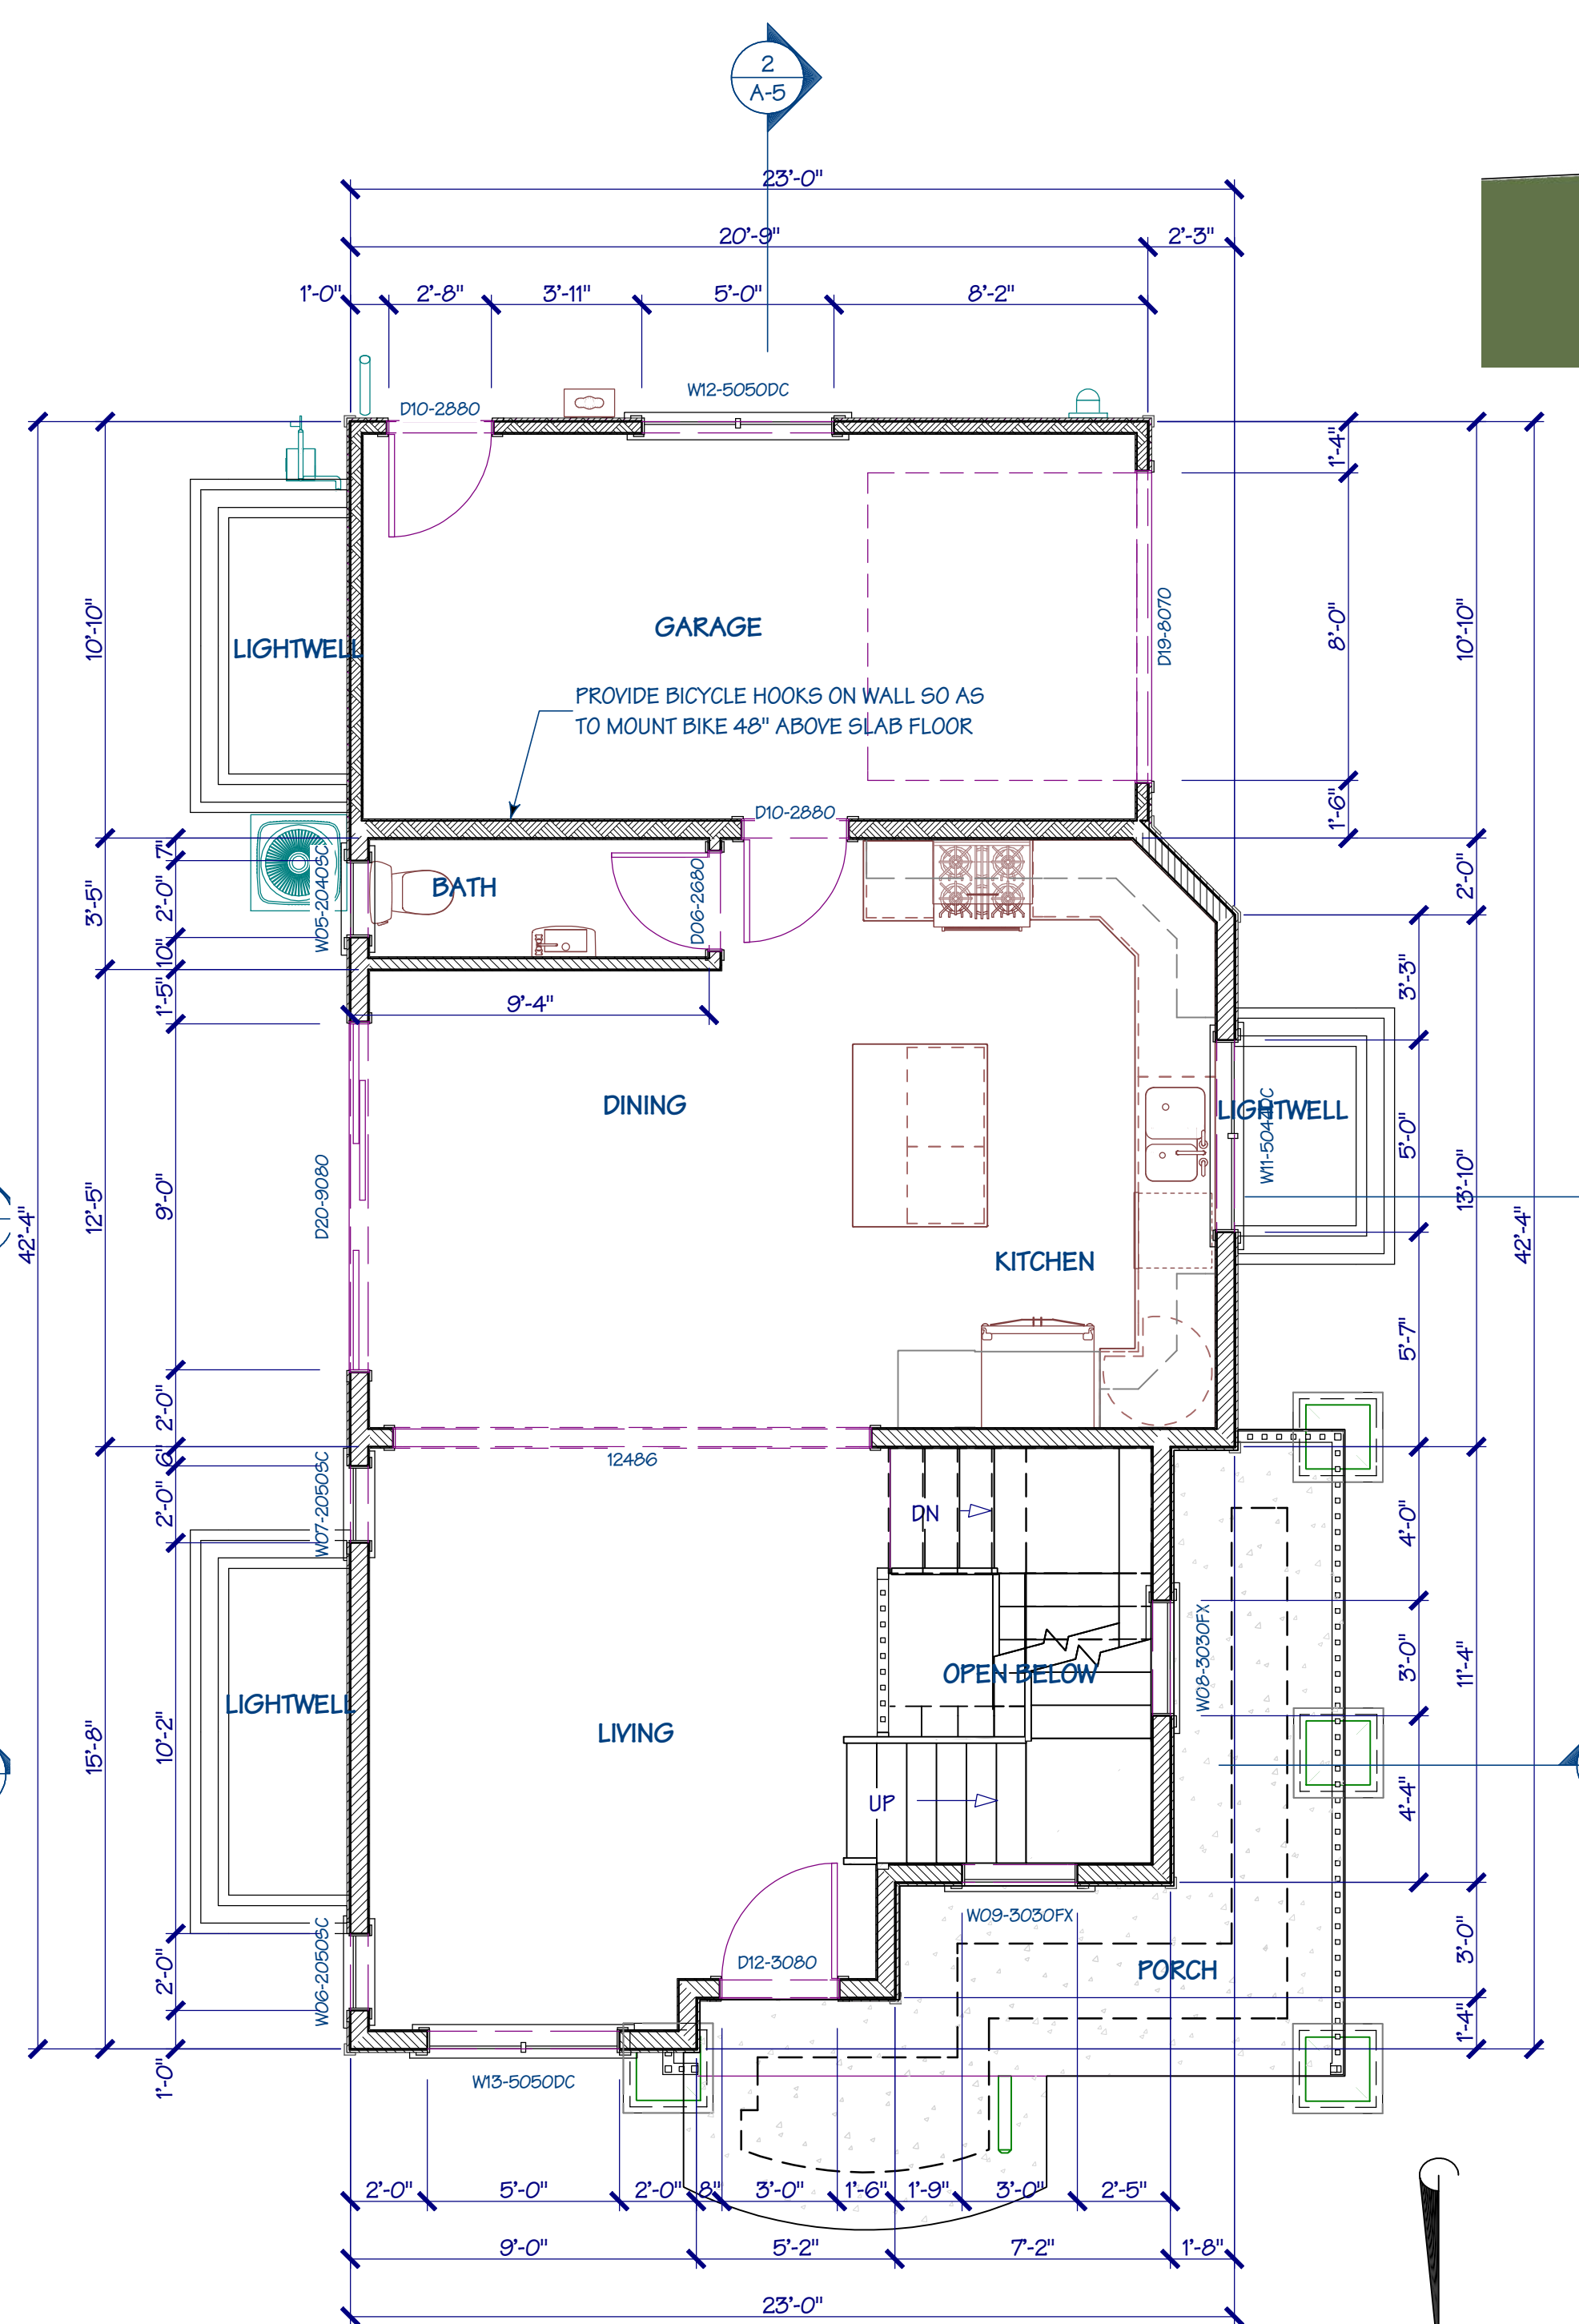 2
A-5
23'-0"
20'-9"
2'-3"
1'-0"
2'-8"
3'-11"
5'-0"
8'-2"
W12-5050DC
D10-2880
1'-4"
10'-10"
LIGHTWELL
GARAGE
D19-8070
8'-0"
10'-10"
PROVIDE BICYCLE HOOKS ON WALL SO AS
TO MOUNT BIKE 48" ABOVE SLAB FLOOR
D10-2880
1'-6"
7"
3'-5"
2'-0"
W05-2040SC
BATH
D06-2680
2'-0"
10"
1'-5"
9'-4"
3'-3"
DINING
LIGHTWELL
W11-5044DC
5'-0"
42'-4"
12'-5"
9'-0"
D20-9080
13'-10"
42'-4"
KITCHEN
5'-7"
2'-0"
6"
12486
2'-0"
W07-2050SC
DN
4'-0"
OPEN BELOW
W08-3030FX
3'-0"
11'-4"
LIGHTWELL
LIVING
15'-8"
10'-2"
UP
4'-4"
W09-3030FX
D12-3080
PORCH
3'-0"
2'-0"
W06-2050SC
1'-4"
1'-0"
W13-5050DC
2'-0"
5'-0"
2'-0"
8"
3'-0"
1'-6"
1'-9"
3'-0"
2'-5"
9'-0"
5'-2"
7'-2"
1'-8"
23'-0"